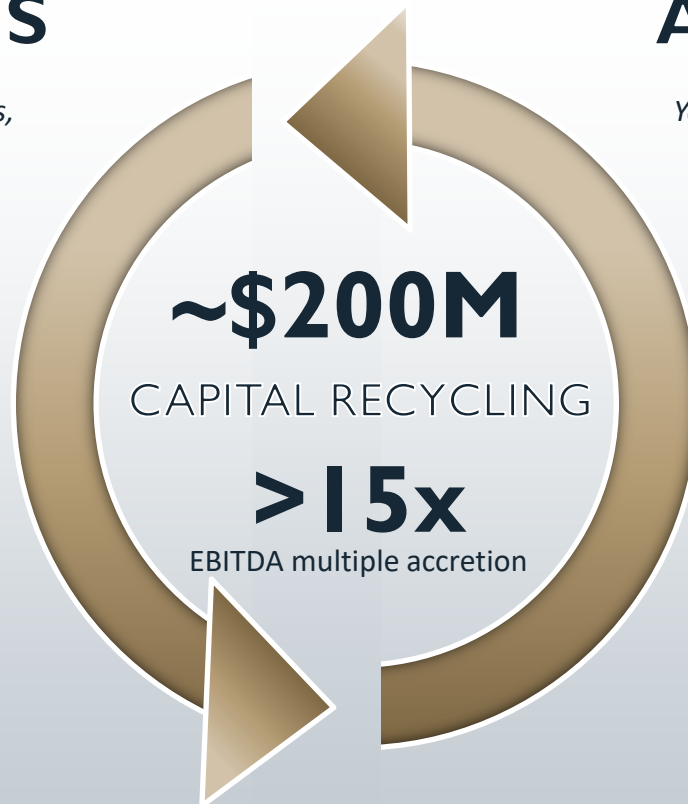 S
A
s,
~$200M
CAPITAL RECYCLING
>15x
EBITDA multiple accretion